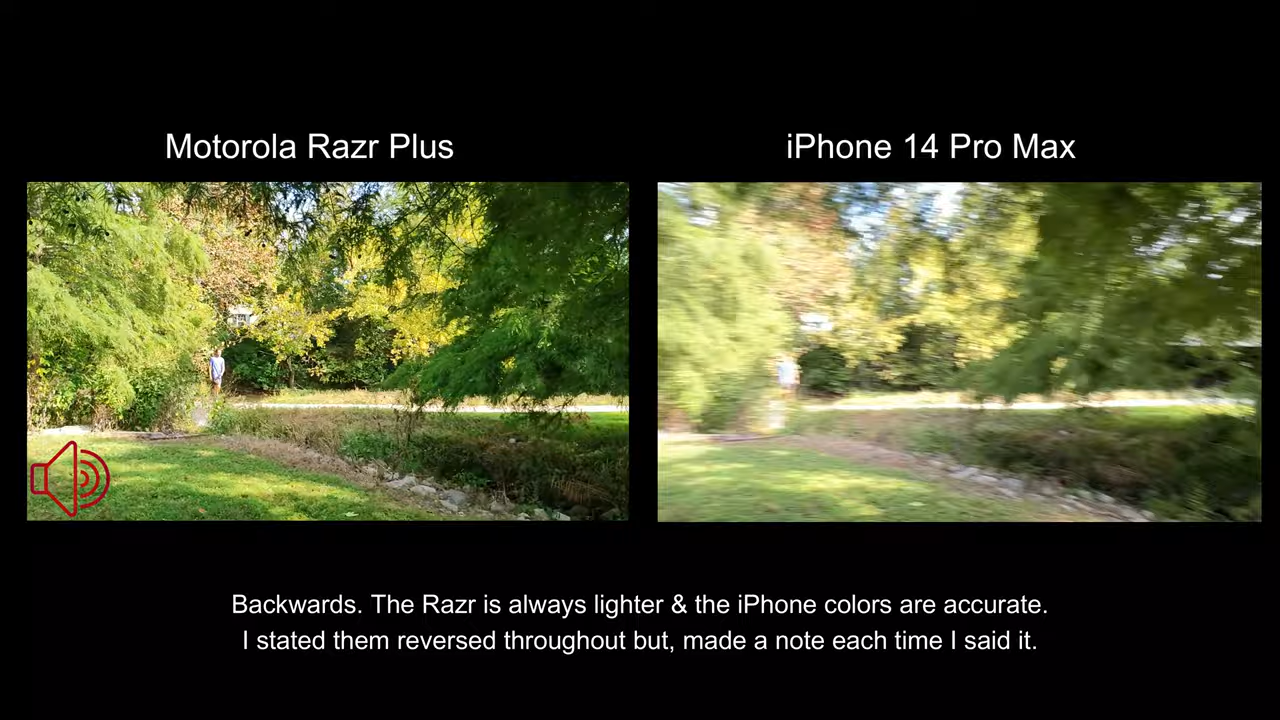 Motorola Razr Plus
iPhone 14 Pro Max
Backwards. The Razr is always lighter & the iPhone colors are accurate.
I stated them reversed throughout but, made a note each time I said it.